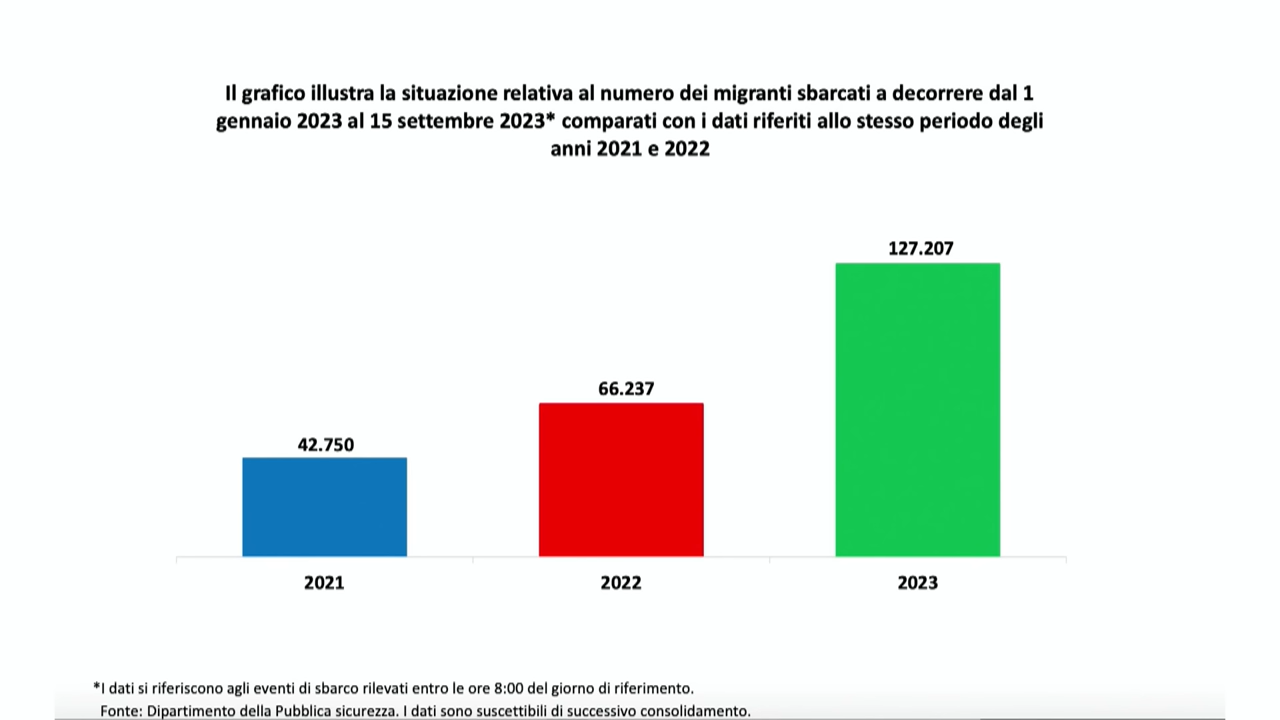 Il grafico illustra la situazione relativa al numero dei migranti sbarcati a decorrere dal 1
gennaio 2023 al 15 settembre 2023* comparati con i dati riferiti allo stesso periodo degli
anni 2021 e 2022
127.207
66.237
42.750
2021
2022
2023
*I dati si riferiscono agli eventi di sbarco rilevati entro le ore 8:00 del giorno di riferimento.
Fonte: Dipartimento della Pubblica sicurezza. I dati sono suscettibili di successivo consolidamento.